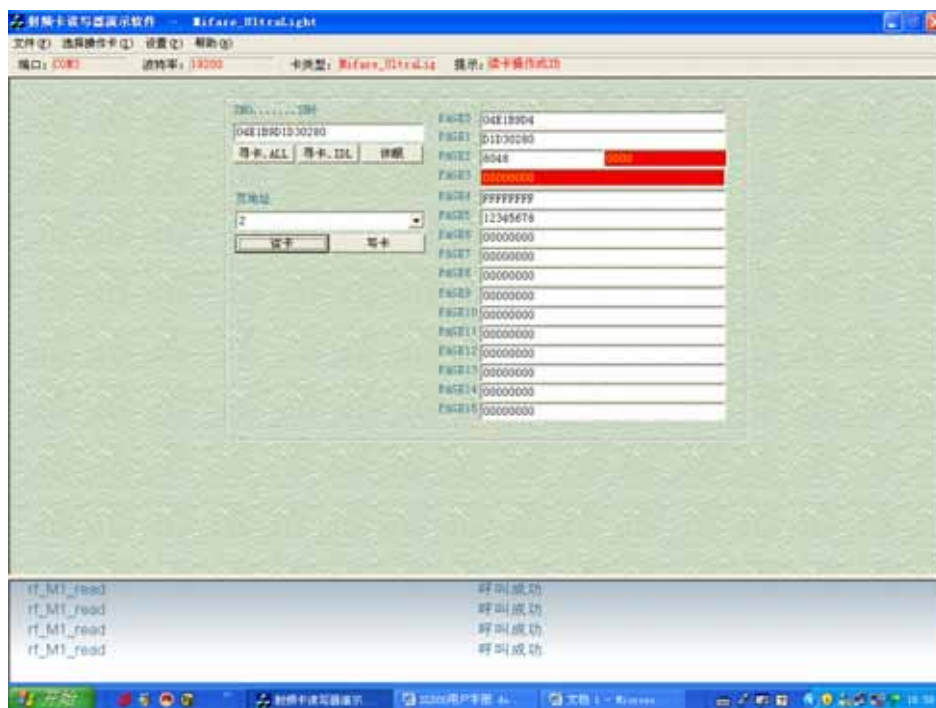 射频卡读写器演示软件 — Mifare_UltraLight
文件(F) 选择操作卡(I) 设置(Z) 帮助(H)
端口: COM3 波特率: 19200 卡类型: Mifare_UltraLig 提示: 读卡操作成功
SN0.......SN6
04E1B9D1D30280
寻卡.ALL 寻卡.IDL 休眠
页地址
2
读卡 写卡
PAGE0 04E1B9D4
PAGE1 D1D30280
PAGE2 8048 0000
PAGE3 00000000
PAGE4 FFFFFFFF
PAGE5 12345678
PAGE6 00000000
PAGE7 00000000
PAGE8 00000000
PAGE9 00000000
PAGE10 00000000
PAGE11 00000000
PAGE12 00000000
PAGE13 00000000
PAGE14 00000000
PAGE15 00000000
rf_M1_read 呼叫成功
rf_M1_read 呼叫成功
rf_M1_read 呼叫成功
rf_M1_read 呼叫成功
开始 射频卡读写器演示 文档 1 -